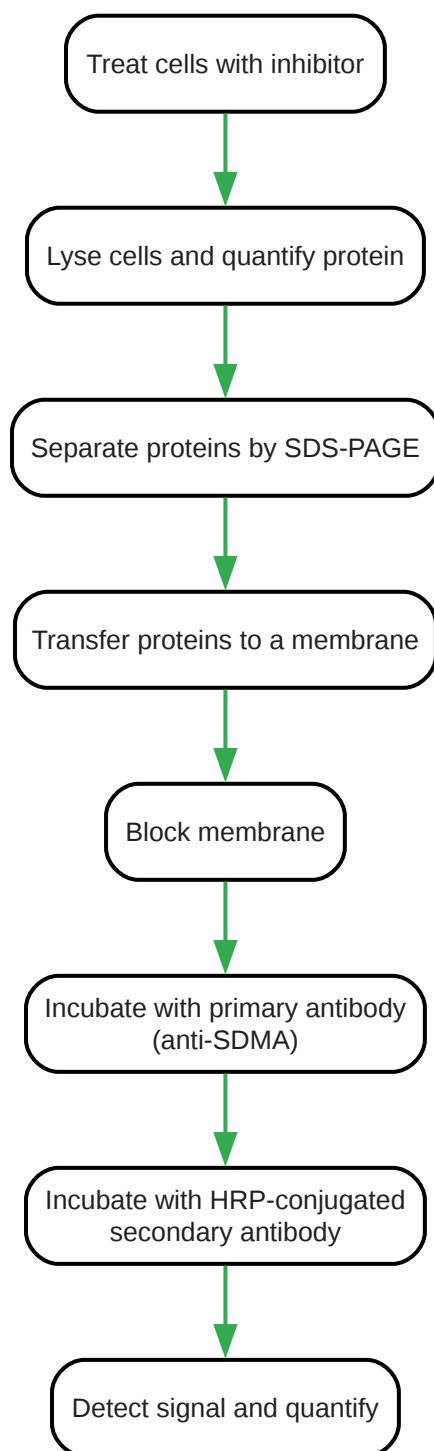 Treat cells with inhibitor
Lyse cells and quantify protein
Separate proteins by SDS-PAGE
Transfer proteins to a membrane
Block membrane
Incubate with primary antibody
(anti-SDMA)
Incubate with HRP-conjugated
secondary antibody
Detect signal and quantify